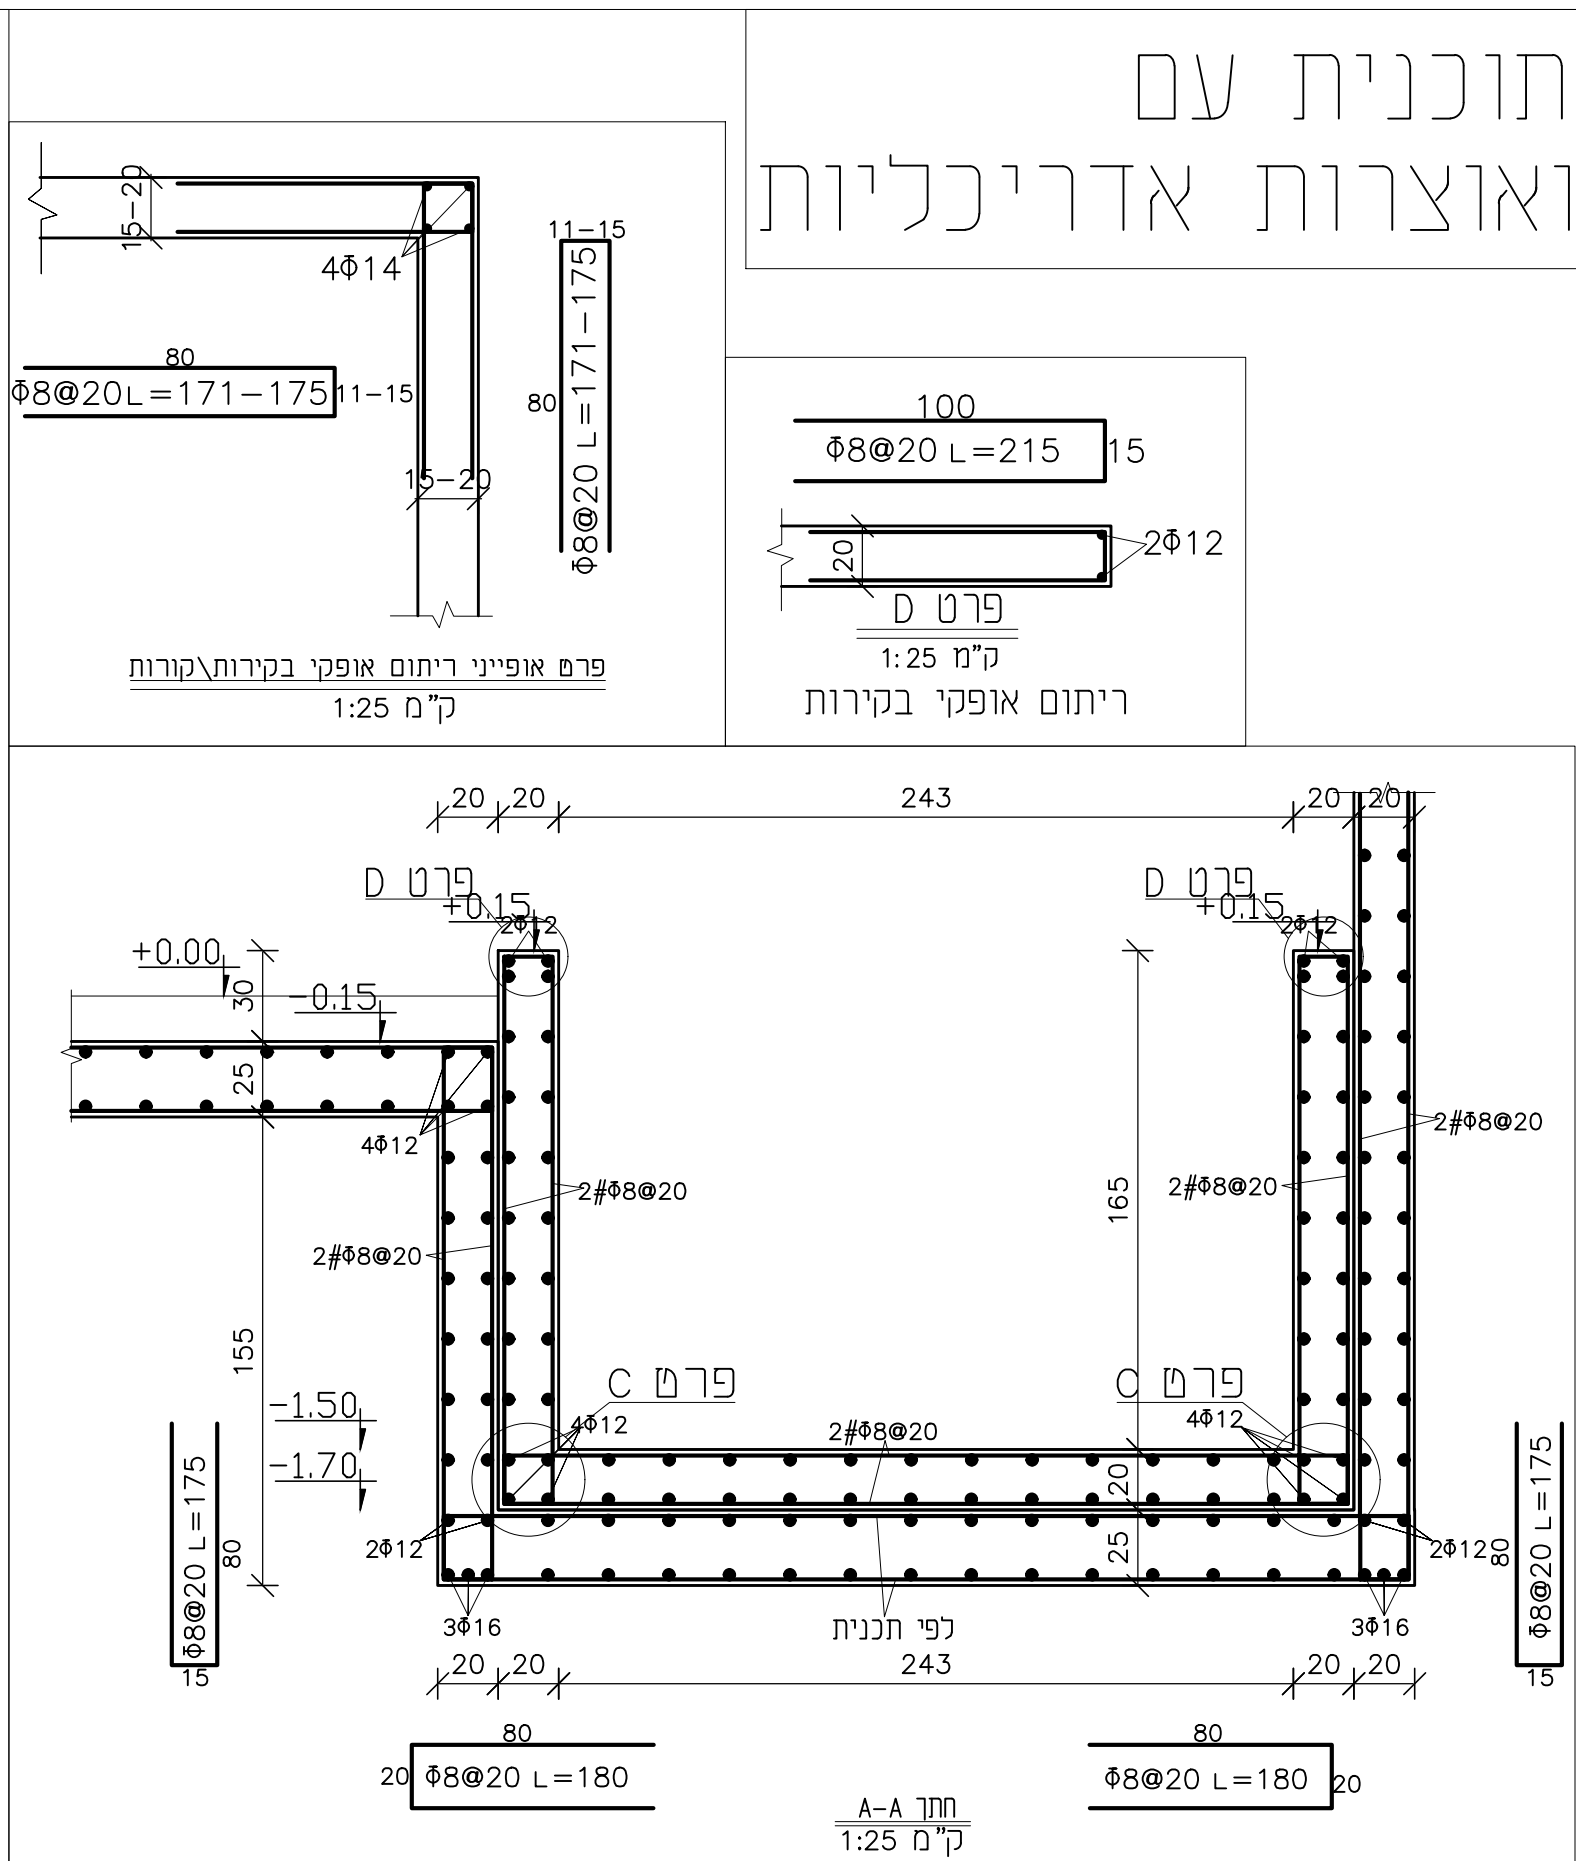 תוכנית עם
ואוצרות אדריכליות
15-20
4Φ14
80
Φ8@20 L=171-175
11-15
11-15
80
Φ8@20 L=171-175
15-20
פרט אופייני ריתום אופקי בקירות\קורות
ק"מ 1:25
100
Φ8@20 L=215
15
20
2Φ12
פרט D
ק"מ 1:25
ריתום אופקי בקירות
20
20
243
20
20
פרט D
+0.15
2Φ12
פרט D
+0.15
2Φ12
+0.00
30
-0.15
25
4Φ12
2#Φ8@20
2#Φ8@20
165
2#Φ8@20
2#Φ8@20
2#Φ8@20
155
פרט C
פרט C
-1.50
4Φ12
2#Φ8@20
4Φ12
-1.70
20
2Φ12
25
2Φ12
Φ8@20 L=175
80
15
80
Φ8@20 L=175
15
3Φ16
לפי תכנית
3Φ16
20
20
243
20
20
80
20
Φ8@20 L=180
80
Φ8@20 L=180
20
חתך A-A
ק"מ 1:25